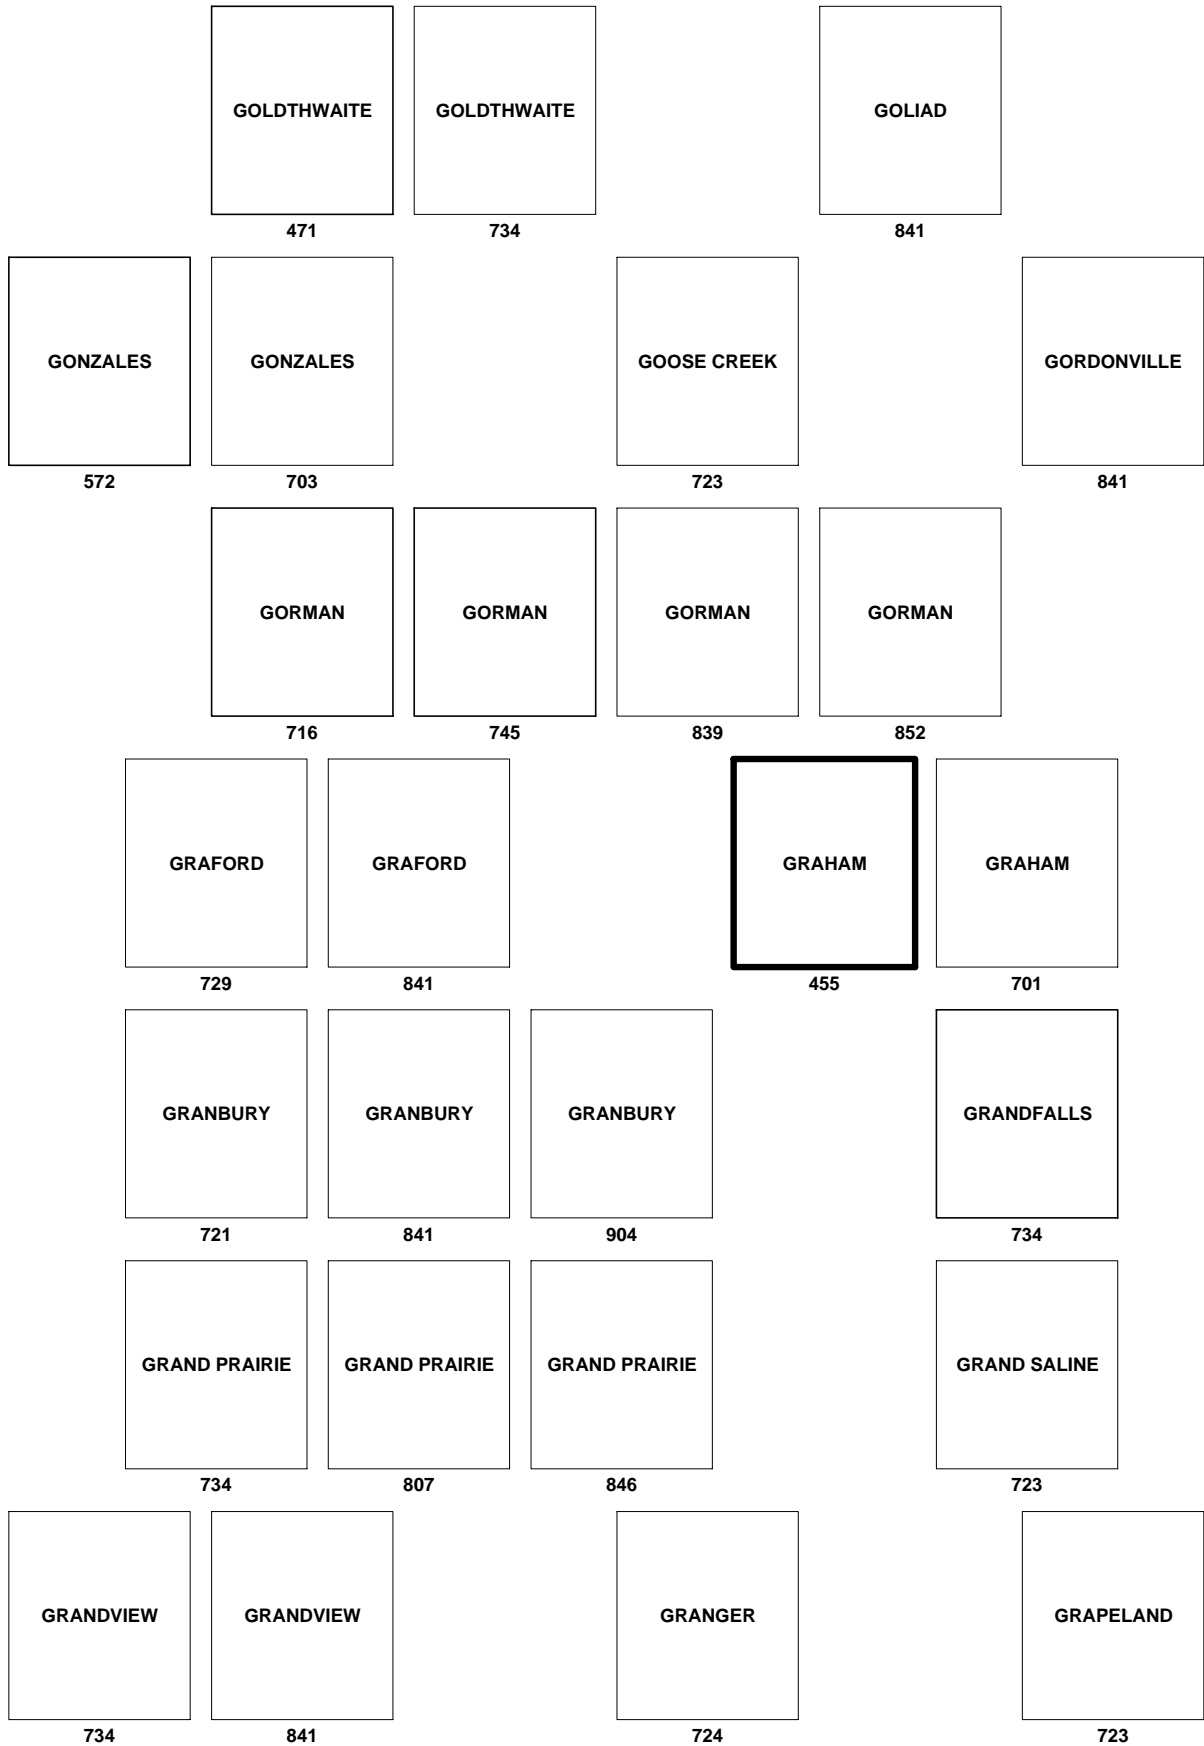 GOLDTHWAITE GOLDTHWAITE GOLIAD
471 734 841
GONZALES GONZALES GOOSE CREEK GORDONVILLE
572 703 723 841
GORMAN GORMAN GORMAN GORMAN
716 745 839 852
GRAFORD GRAFORD GRAHAM GRAHAM
729 841 455 701
GRANBURY GRANBURY GRANBURY GRANDFALLS
721 841 904 734
GRAND PRAIRIE GRAND PRAIRIE GRAND PRAIRIE GRAND SALINE
734 807 846 723
GRANDVIEW GRANDVIEW GRANGER GRAPELAND
734 841 724 723